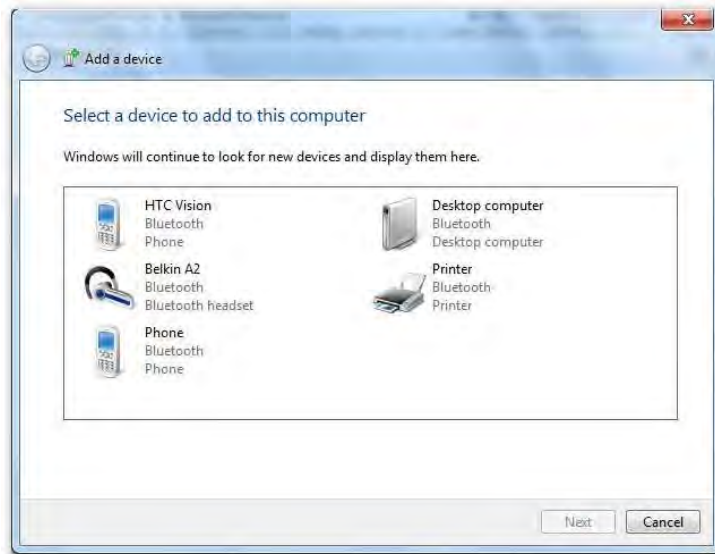 Add a device
Select a device to add to this computer
Windows will continue to look for new devices and display them here.
HTC Vision
Bluetooth
Phone
Desktop computer
Bluetooth
Desktop computer
Belkin A2
Bluetooth
Bluetooth headset
Printer
Bluetooth
Printer
Phone
Bluetooth
Phone
Next
Cancel